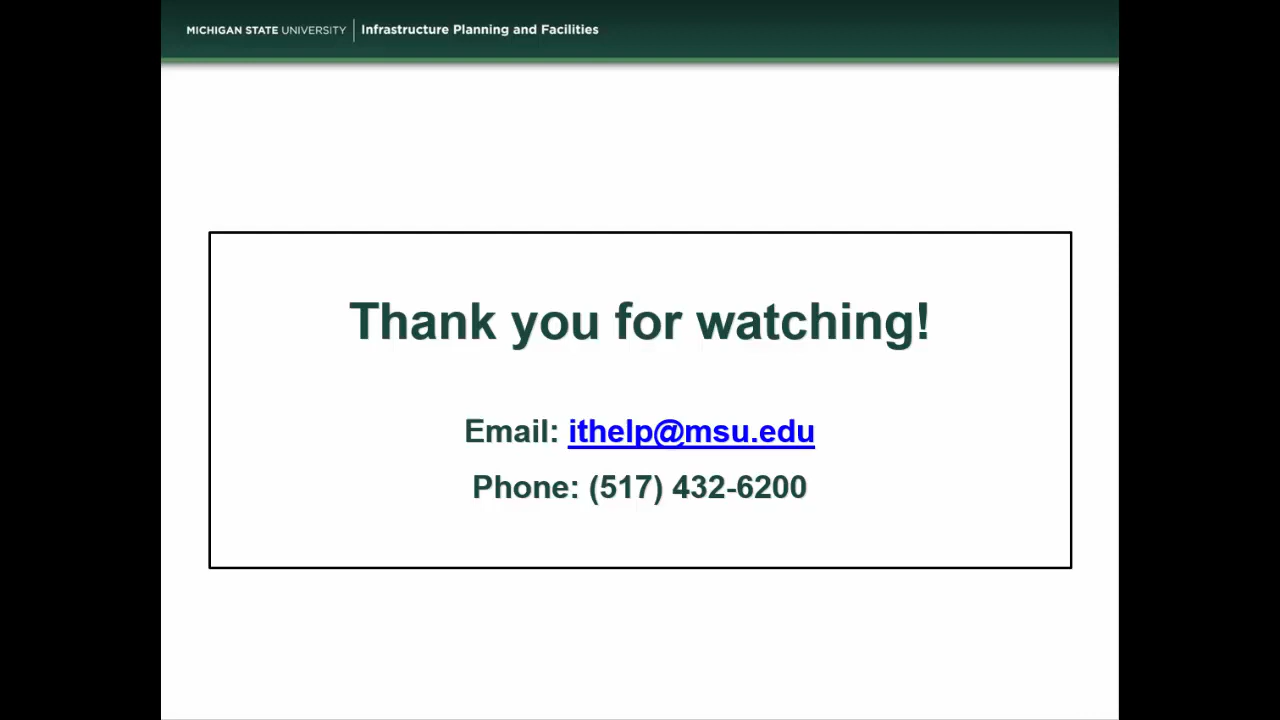 MICHIGAN STATE UNIVERSITY | Infrastructure Planning and Facilities
Thank you for watching!
Email: ithelp@msu.edu
Phone: (517) 432-6200